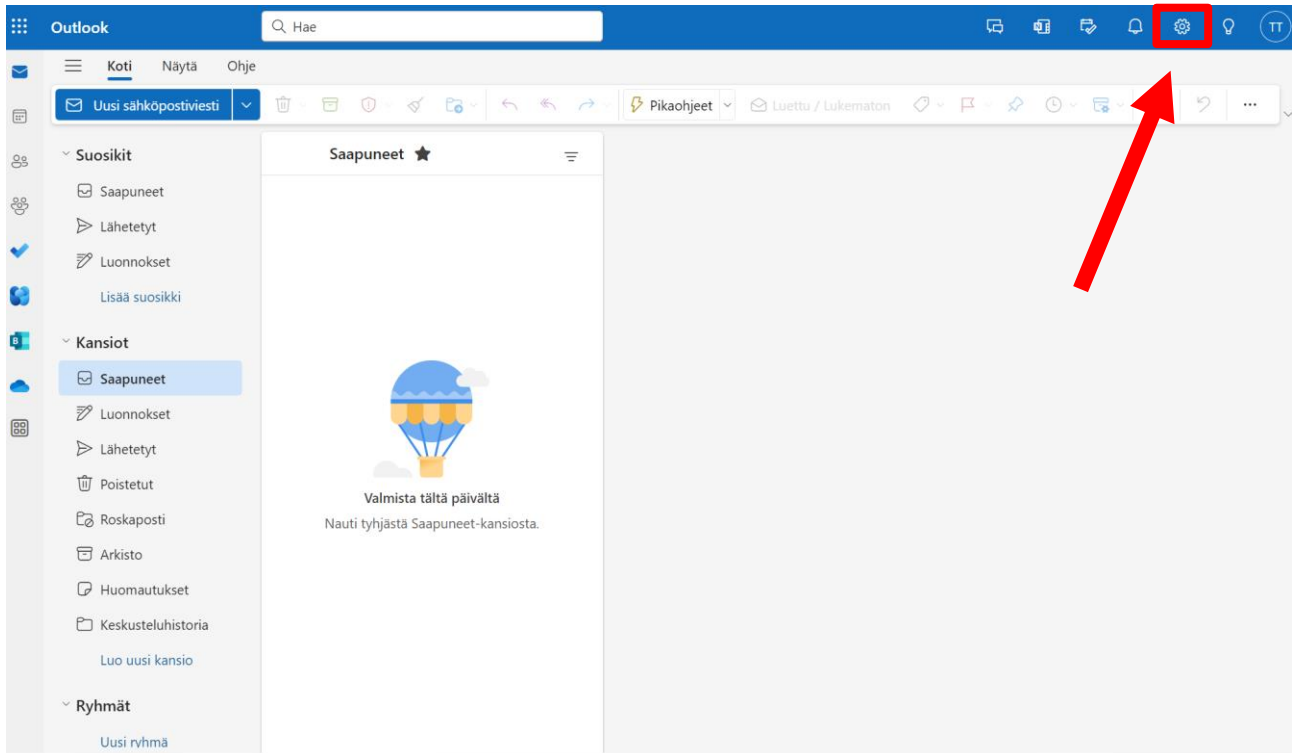 Outlook
Hae
TT
Koti Näytä Ohje
Uusi sähköpostiviesti
Pikaohjeet
Luettu / Lukematon
Suosikit
Saapuneet
Lähetetyt
Luonnokset
Lisää suosikki
Kansiot
Saapuneet
Luonnokset
Lähetetyt
Poistetut
Roskaposti
Arkisto
Huomautukset
Keskusteluhistoria
Luo uusi kansio
Ryhmät
Uusi ryhmä
Saapuneet
Valmista tältä päivältä
Nauti tyhjästä Saapuneet-kansiosta.